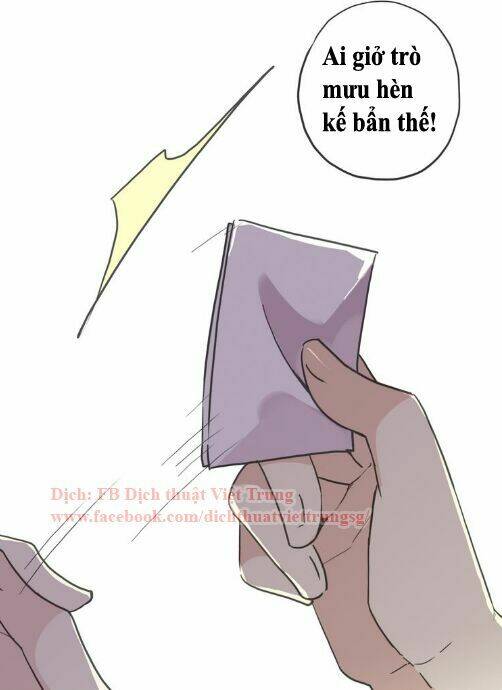 Ai giở trò
mưu hèn
kế bẩn thế!
Dịch: FB Dịch thuật Việt Trung
www.facebook.com/dichthuatviettrungsg/